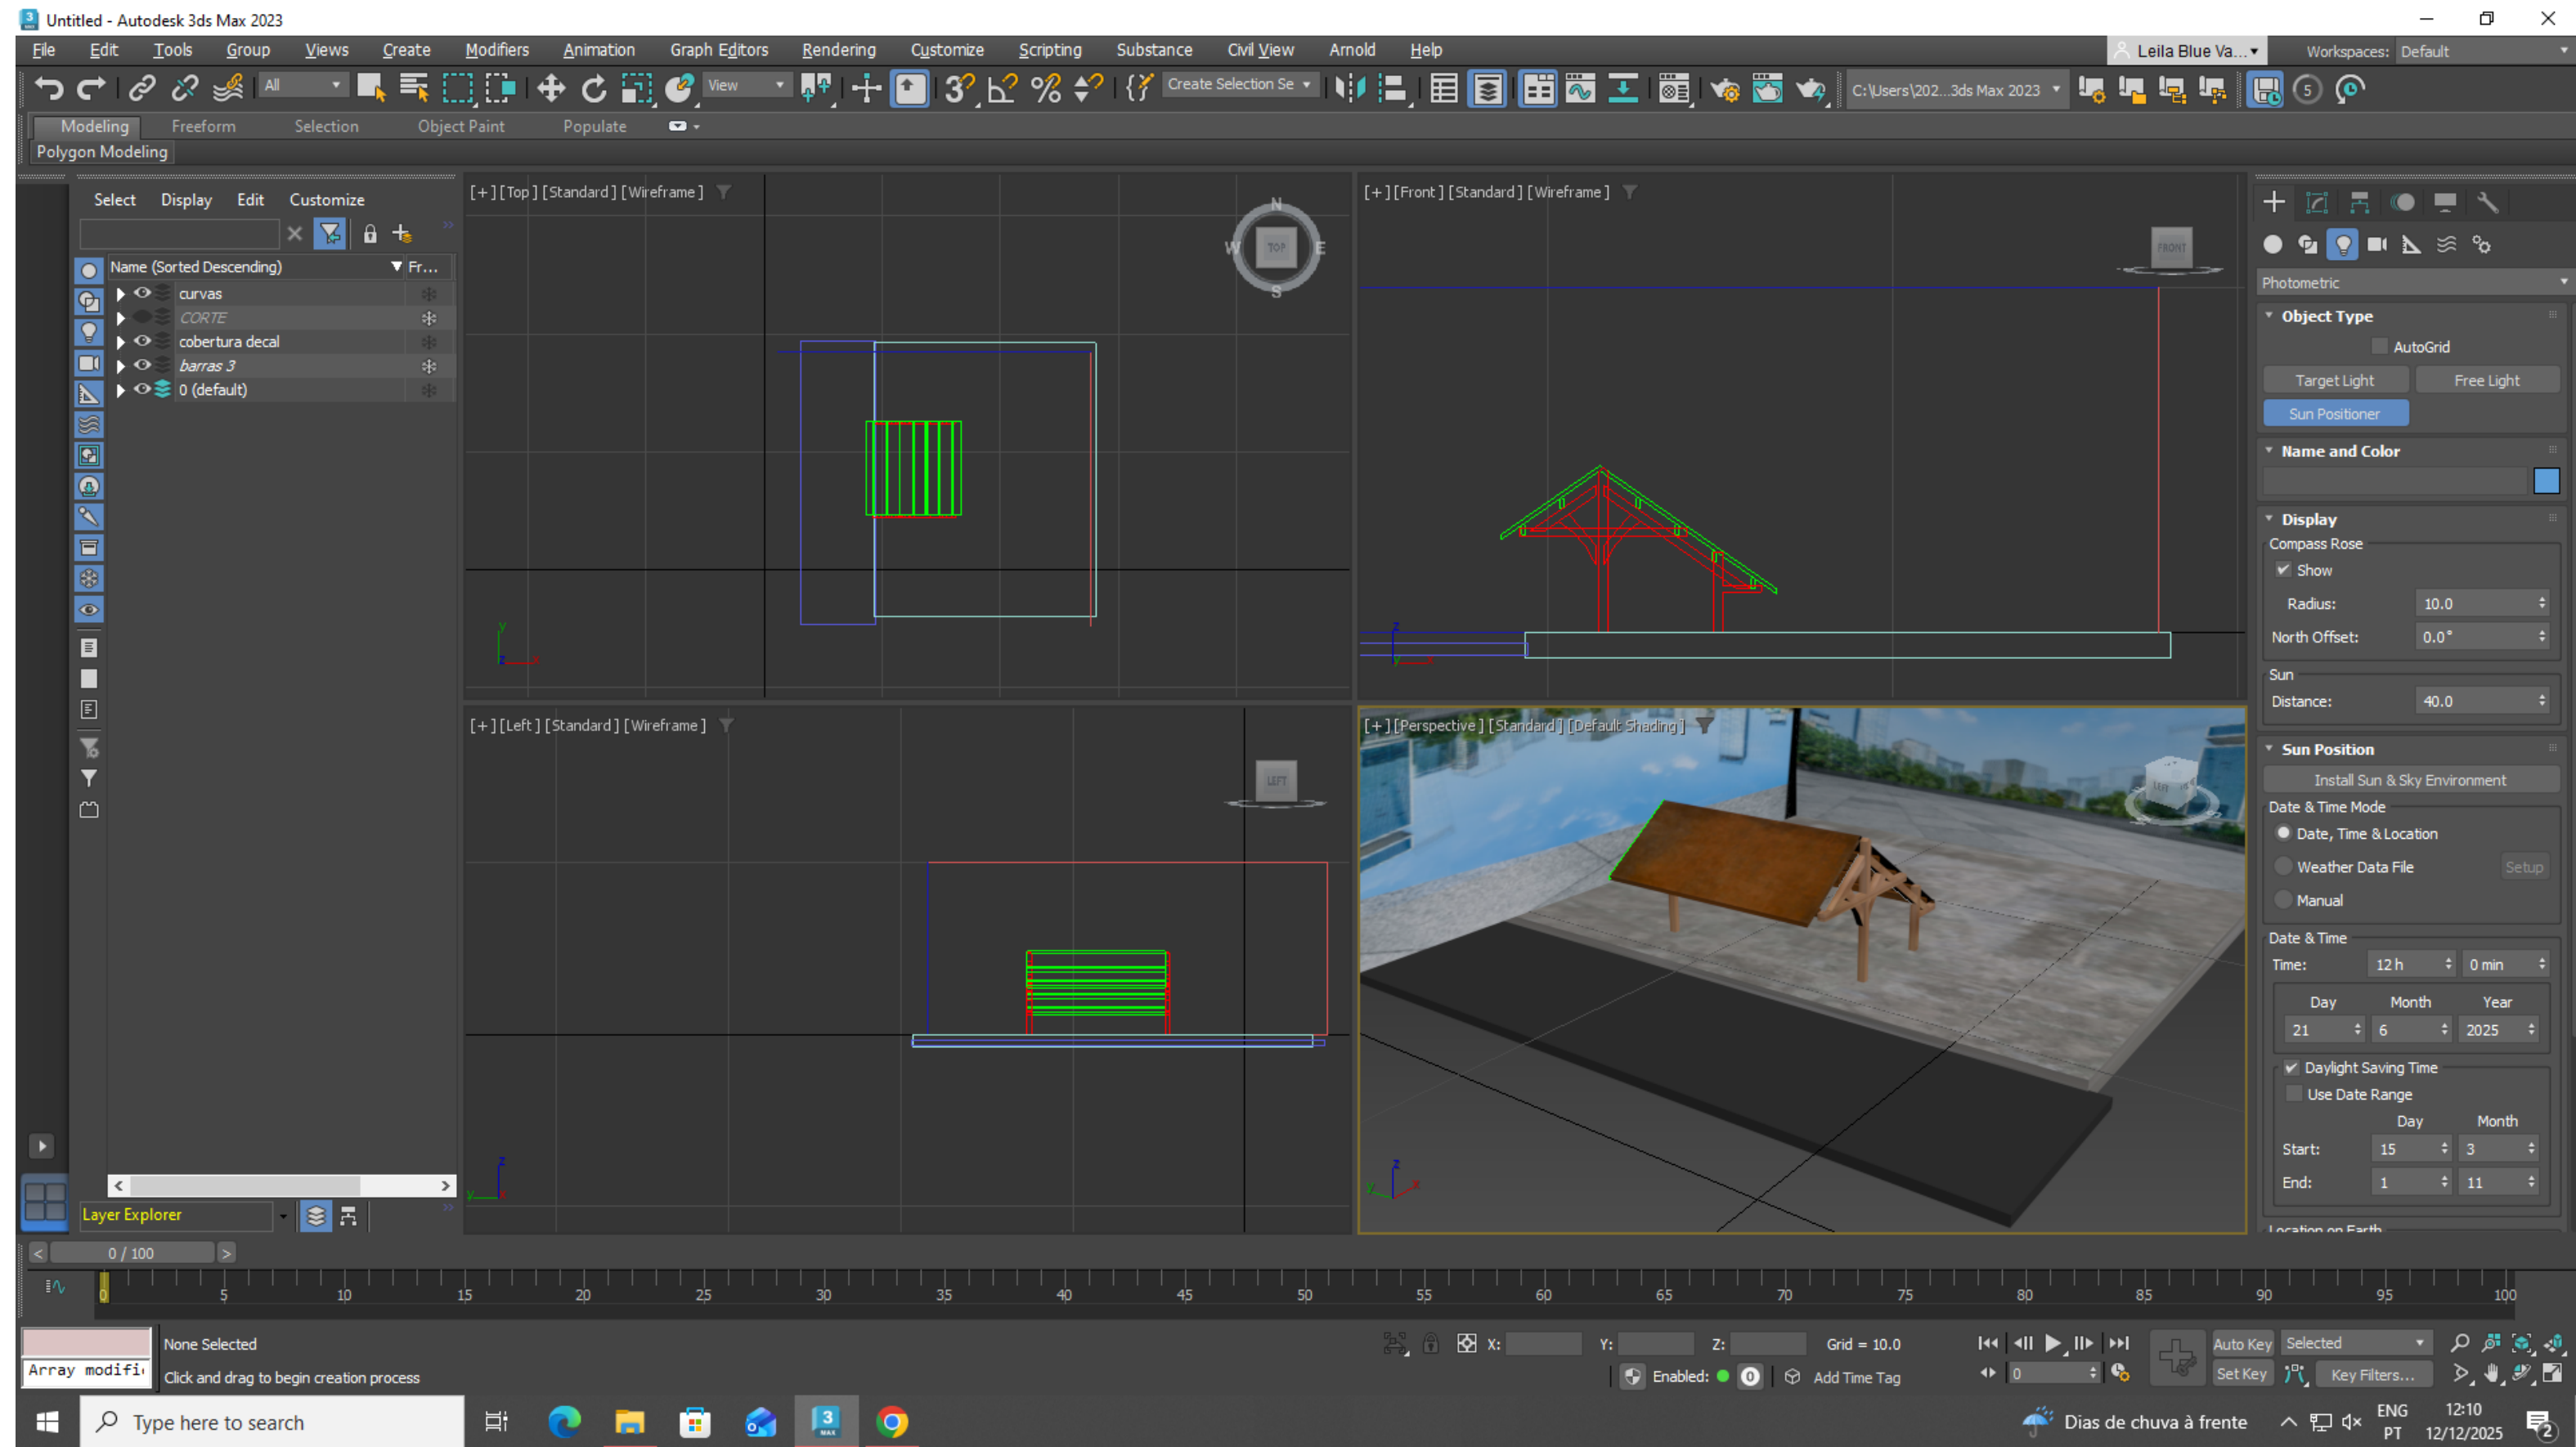 Untitled - Autodesk 3ds Max 2023
File Edit Tools Group Views Create Modifiers Animation Graph Editors Rendering Customize Scripting Substance Civil View Arnold Help
Leila Blue Va...
Workspaces: Default
All
View
Create Selection Se
C:\Users\202...3ds Max 2023
5
Modeling Freeform Selection Object Paint Populate
Polygon Modeling
Select Display Edit Customize
Name (Sorted Descending) Fr...
curvas
CORTE
cobertura decal
barras 3
0 (default)
Layer Explorer
[+][Top][Standard][Wireframe]
N
W TOP E
S
y
z x
[+][Front][Standard][Wireframe]
FRONT
z
y x
[+][Left][Standard][Wireframe]
LEFT
z
y
[+][Perspective][Standard][Default Shading]
z
y x
Photometric
Object Type
AutoGrid
Target Light Free Light
Sun Positioner
Name and Color
Display
Compass Rose
Show
Radius: 10.0
North Offset: 0.0°
Sun
Distance: 40.0
Sun Position
Install Sun & Sky Environment
Date & Time Mode
Date, Time & Location
Weather Data File Setup
Manual
Date & Time
Time: 12 h 0 min
Day Month Year
21 6 2025
Daylight Saving Time
Use Date Range
Day Month
Start: 15 3
End: 1 11
Location on Earth
< 0 / 100 >
0 5 10 15 20 25 30 35 40 45 50 55 60 65 70 75 80 85 90 95 100
None Selected
Array modifi
Click and drag to begin creation process
X: Y: Z: Grid = 10.0
Enabled: 0 Add Time Tag
0
Auto Key Selected
Set Key Key Filters...
Type here to search
3
MAX
Dias de chuva à frente
ENG
PT
12:10
12/12/2025
2